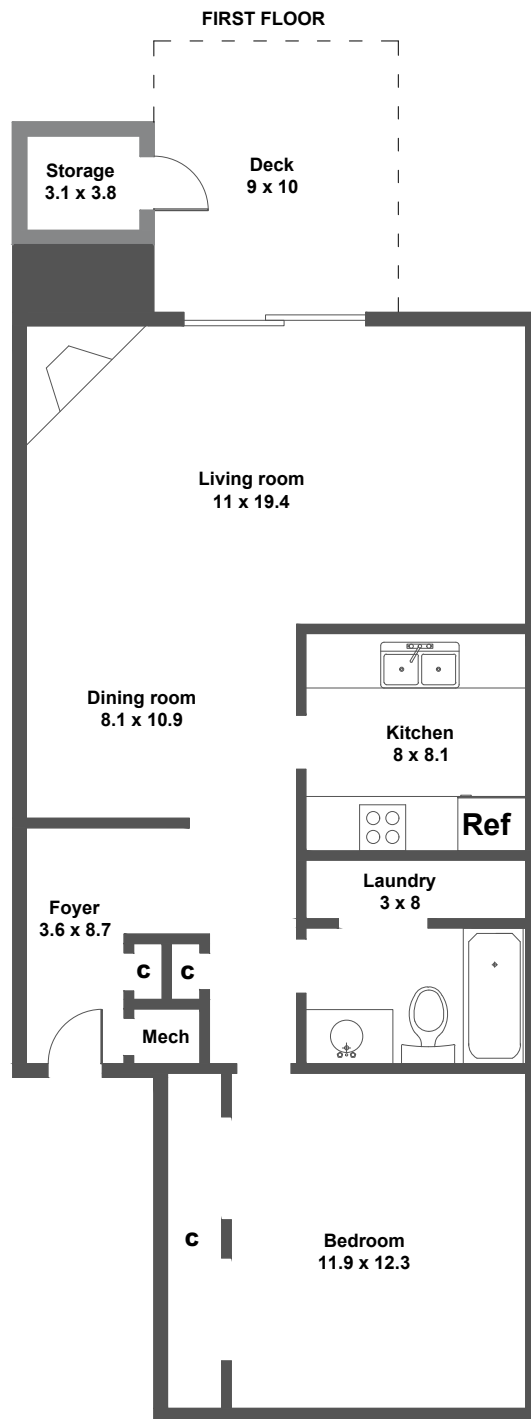 FIRST FLOOR
Storage
3.1 x 3.8
Deck
9 x 10
Living room
11 x 19.4
Dining room
8.1 x 10.9
Kitchen
8 x 8.1
Ref
Laundry
3 x 8
Foyer
3.6 x 8.7
C
C
Mech
C
Bedroom
11.9 x 12.3